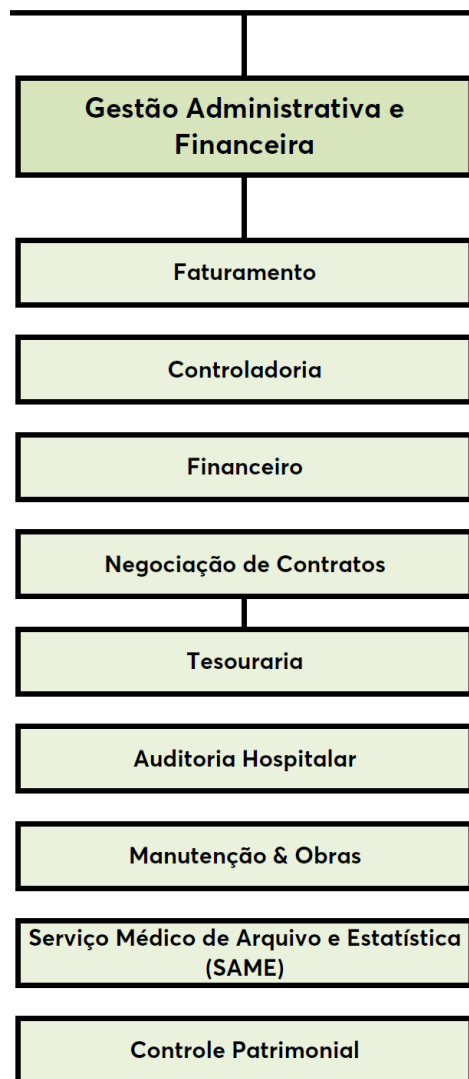 Gestão Administrativa e
Financeira
Faturamento
Controladoria
Financeiro
Negociação de Contratos
Tesouraria
Auditoria Hospitalar
Manutenção & Obras
Serviço Médico de Arquivo e Estatística
(SAME)
Controle Patrimonial